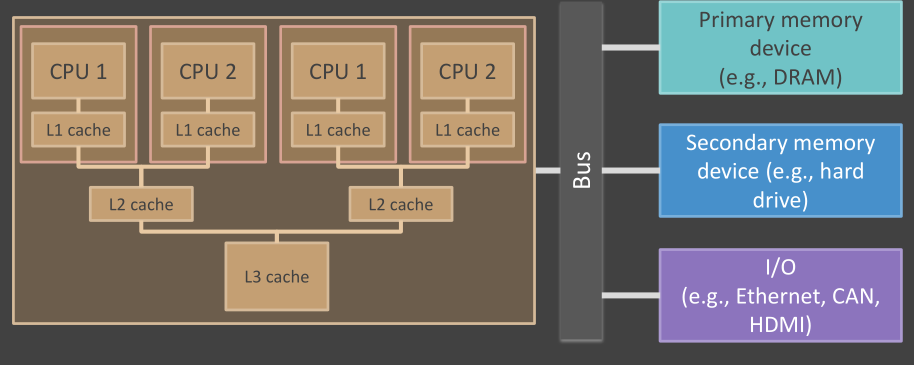 CPU 1
L1 cache
CPU 2
L1 cache
CPU 1
L1 cache
CPU 2
L1 cache
L2 cache
L2 cache
L3 cache
Bus
Primary memory
device
(e.g., DRAM)
Secondary memory
device (e.g., hard
drive)
I/O
(e.g., Ethernet, CAN,
HDMI)